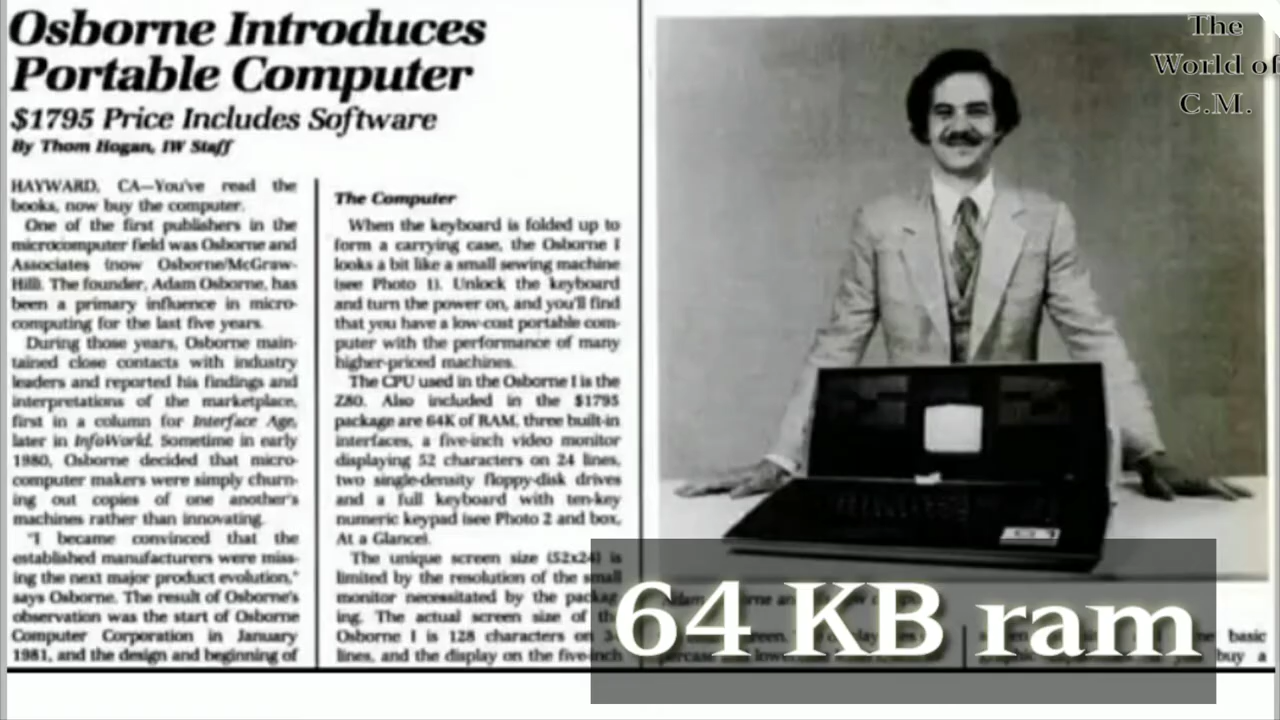 Osborne Introduces
Portable Computer
$1795 Price Includes Software
By Thom Hogan, IW Staff
HAYWARD, CA—You've read the
books, now buy the computer.
One of the first publishers in the
microcomputer field was Osborne and
Associates (now Osborne/McGraw-
Hill). The founder, Adam Osborne, has
been a primary influence in micro-
computing for the last five years.
During those years, Osborne main-
tained close contacts with industry
leaders and reported his findings and
interpretations of the marketplace,
first in a column for Interface Age,
later in InfoWorld. Sometime in early
1980, Osborne decided that micro-
computer makers were simply churn-
ing out copies of one another's
machines rather than innovating.
"I became convinced that the
established manufacturers were miss-
ing the next major product evolution,"
says Osborne. The result of Osborne's
observation was the start of Osborne
Computer Corporation in January
1981, and the design and beginning of
The Computer
When the keyboard is folded up to
form a carrying case, the Osborne I
looks a bit like a small sewing machine
(see Photo 1). Unlock the keyboard
and turn the power on, and you'll find
that you have a low-cost portable com-
puter with the performance of many
higher-priced machines.
The CPU used in the Osborne I is the
Z80. Also included in the $1795
package are 64K of RAM, three built-in
interfaces, a five-inch video monitor
displaying 52 characters on 24 lines,
two single-density floppy-disk drives
and a full keyboard with ten-key
numeric keypad (see Photo 2 and box,
At a Glance).
The unique screen size (52x24) is
limited by the resolution of the small
monitor necessitated by the packag-
ing. The actual screen size of the
Osborne I is 128 characters on
lines, and the display on the five-inch
The
World of
C.M.
64 KB ram
basic
buy a